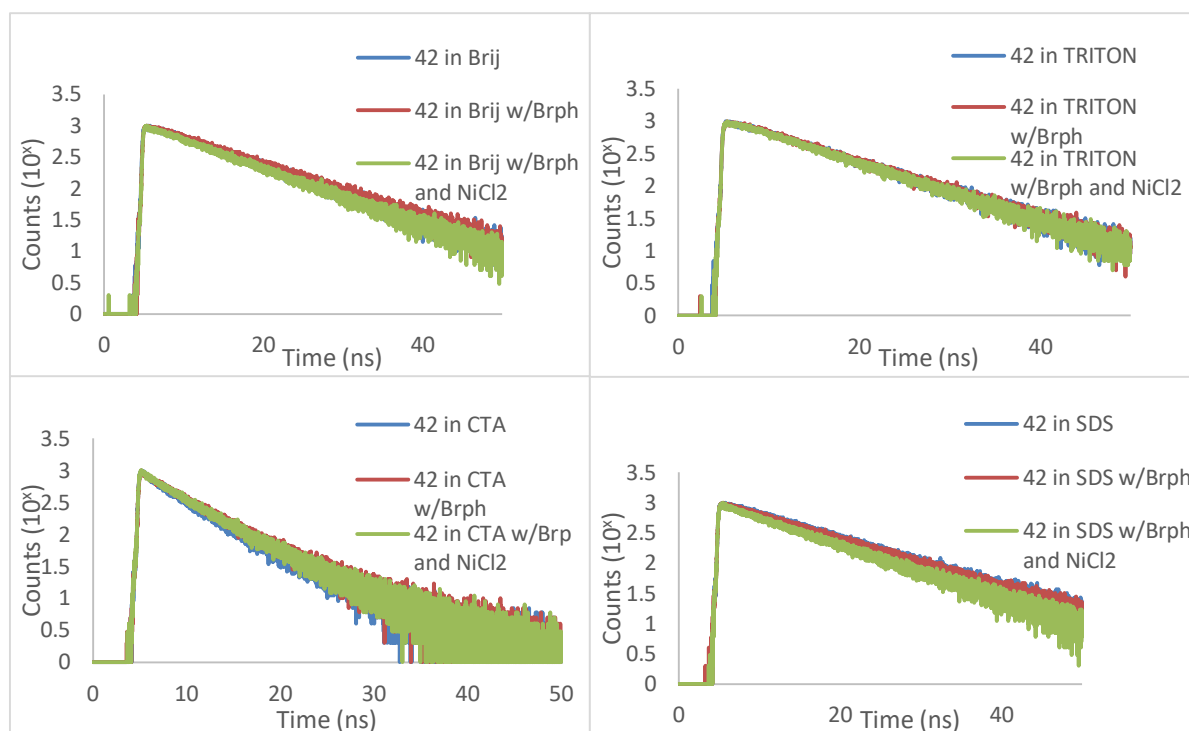 42 in Brij
42 in Brij w/Brph
42 in Brij w/Brph
and NiCl2
3.5
3
2.5
2
1.5
1
0.5
0
Counts (10ˣ)
0
20
40
Time (ns)
42 in TRITON
42 in TRITON
w/Brph
42 in TRITON
w/Brph and NiCl2
3.5
3
2.5
2
1.5
1
0.5
0
Counts (10ˣ)
0
20
40
Time (ns)
42 in CTA
42 in CTA
w/Brph
42 in CTA w/Brp
and NiCl2
3.5
3
2.5
2
1.5
1
0.5
0
Counts (10ˣ)
0
10
20
30
40
50
Time (ns)
42 in SDS
42 in SDS w/Brph
42 in SDS w/Brph
and NiCl2
3.5
3
2.5
2
1.5
1
0.5
0
Counts (10ˣ)
0
20
40
Time (ns)